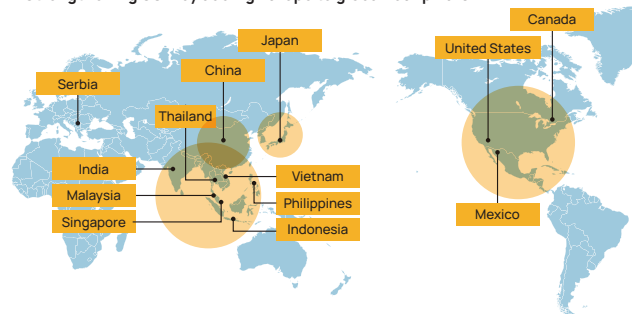 Canada
Japan
United States
China
Serbia
Thailand
India
Vietnam
Malaysia
Philippines
Singapore
Mexico
Indonesia